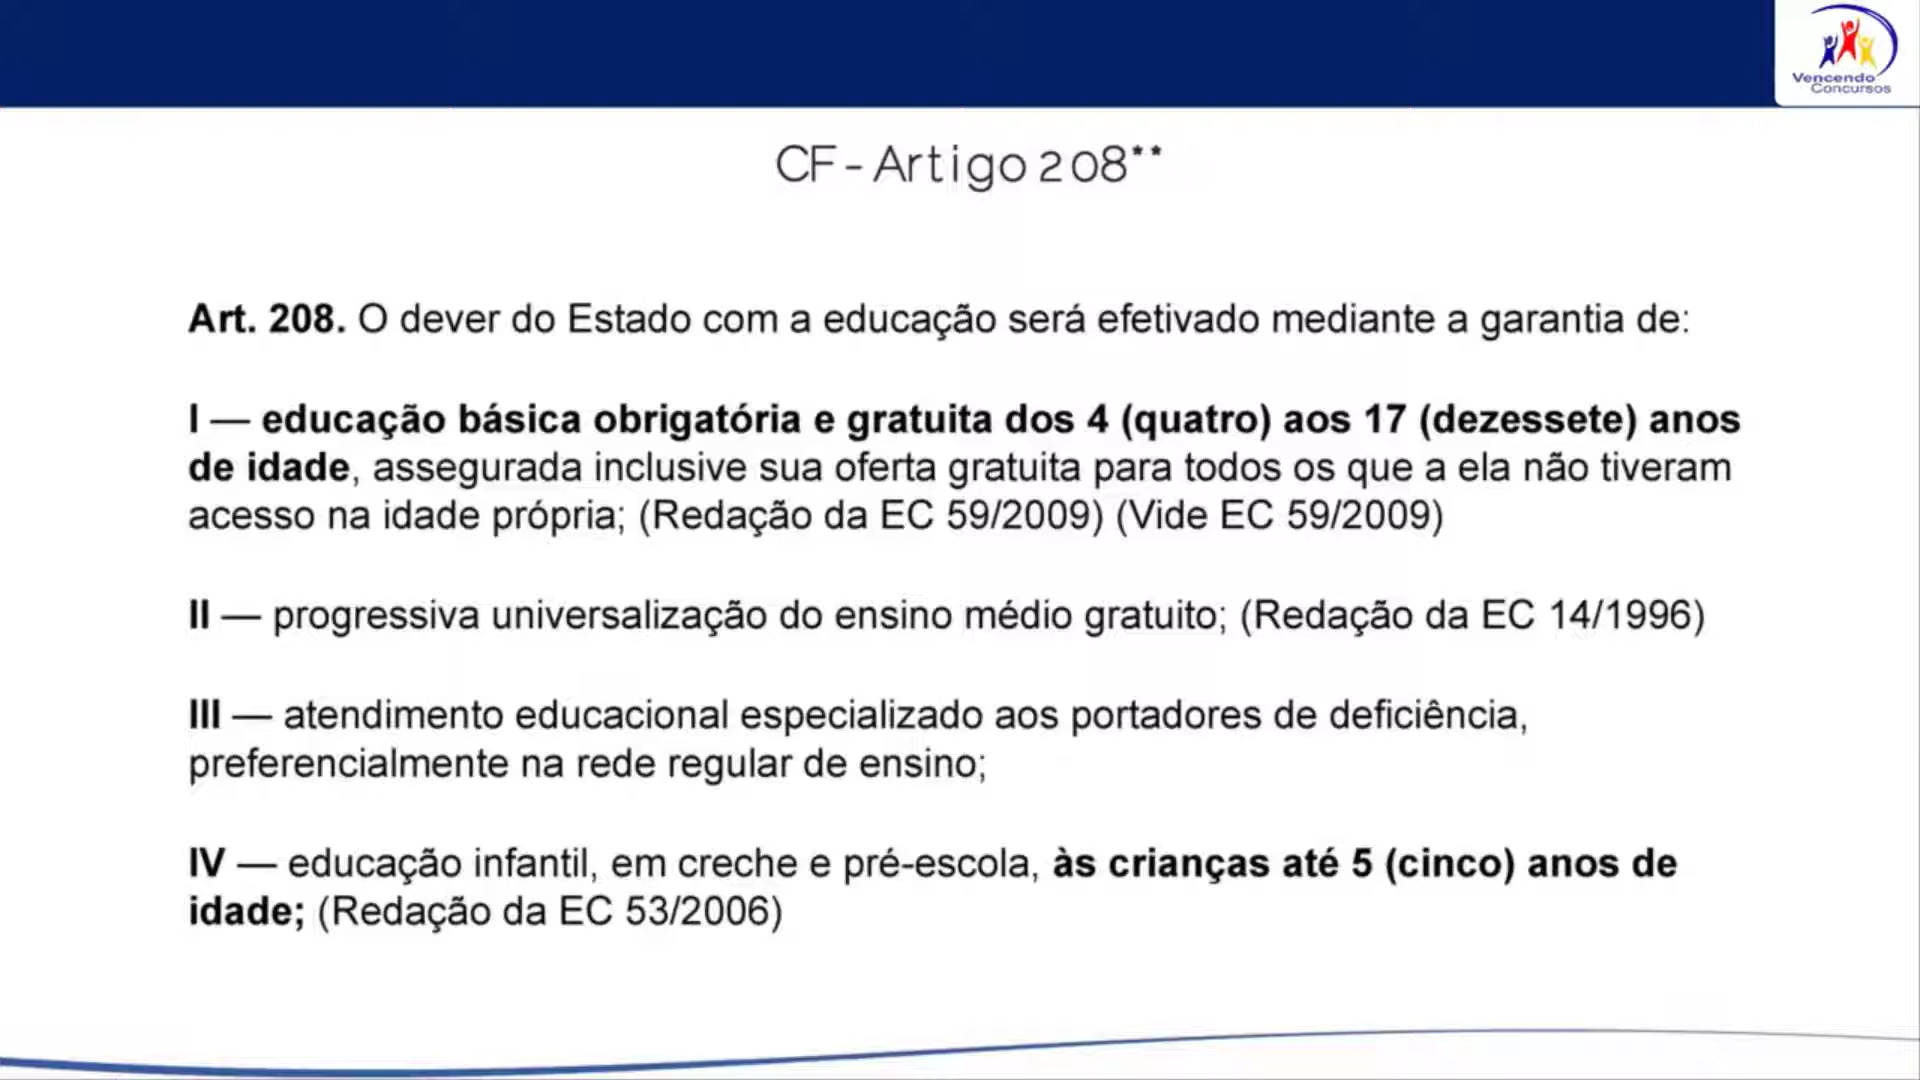 Vencendo
Concursos
CF - Artigo 208**
Art. 208. O dever do Estado com a educação será efetivado mediante a garantia de:
I — educação básica obrigatória e gratuita dos 4 (quatro) aos 17 (dezessete) anos
de idade, assegurada inclusive sua oferta gratuita para todos os que a ela não tiveram
acesso na idade própria; (Redação da EC 59/2009) (Vide EC 59/2009)
II — progressiva universalização do ensino médio gratuito; (Redação da EC 14/1996)
III — atendimento educacional especializado aos portadores de deficiência,
preferencialmente na rede regular de ensino;
IV — educação infantil, em creche e pré-escola, às crianças até 5 (cinco) anos de
idade; (Redação da EC 53/2006)